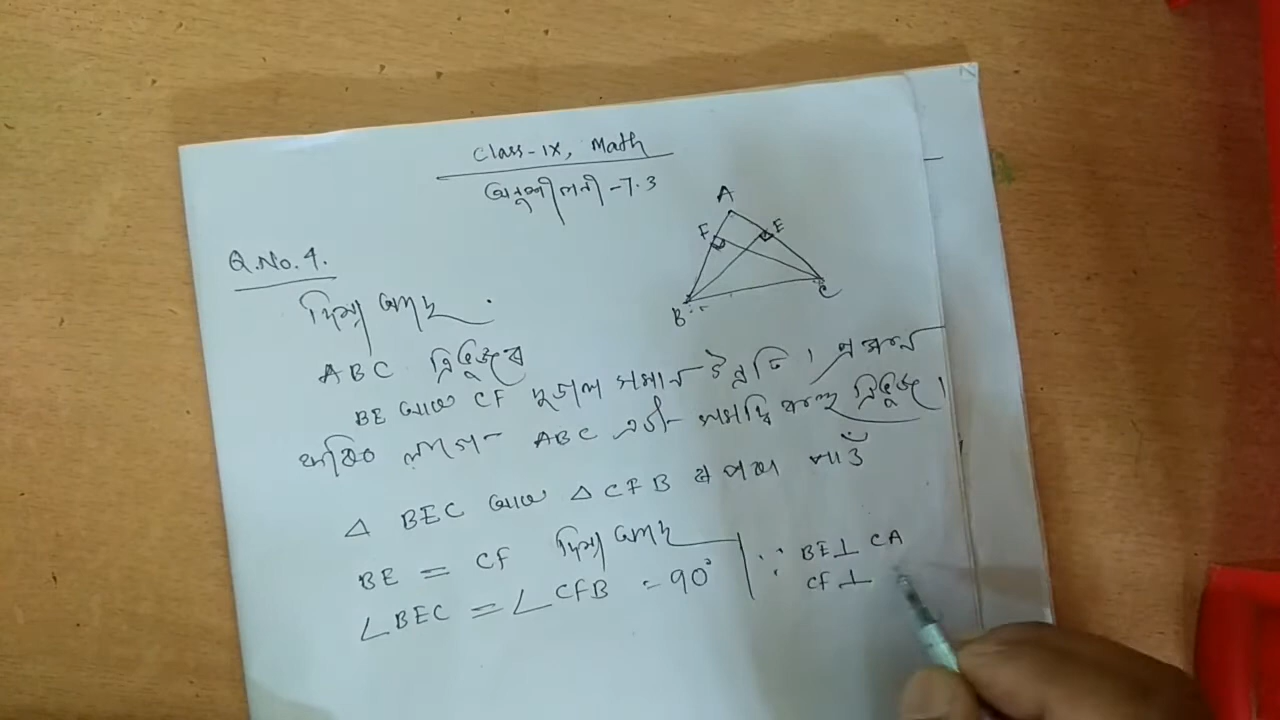 Class-IX, Math
অনুশীলনী -7.3
A
F
E
B
C
Q.No. 4.
দিয়া আছে
ABC ত্ৰিভুজৰ
BE আৰু CF দুডাল সমান উন্নতি। প্ৰমাণ
কৰিব লাগে ABC এটা সমদ্বিবাহু ত্ৰিভুজ।
Δ BEC আৰু Δ CFB ৰ পৰা পাওঁ
BE = CF দিয়া আছে
∠BEC = ∠CFB = 90°
∵ BE⊥ CA
CF⊥